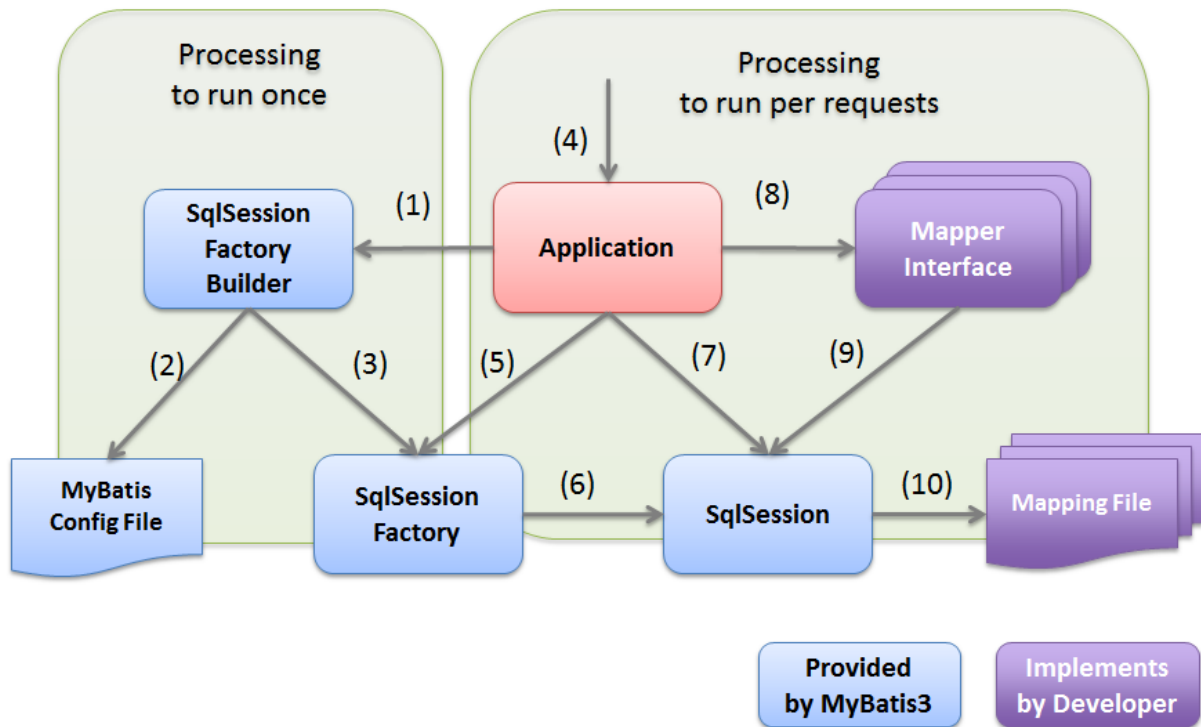 Processing
to run once
Processing
to run per requests
(4)
(1)
(8)
SqlSession
Factory
Builder
Application
Mapper
Interface
(2)
(3)
(5)
(7)
(9)
MyBatis
Config File
SqlSession
Factory
(6)
SqlSession
(10)
Mapping File
Provided
by MyBatis3
Implements
by Developer